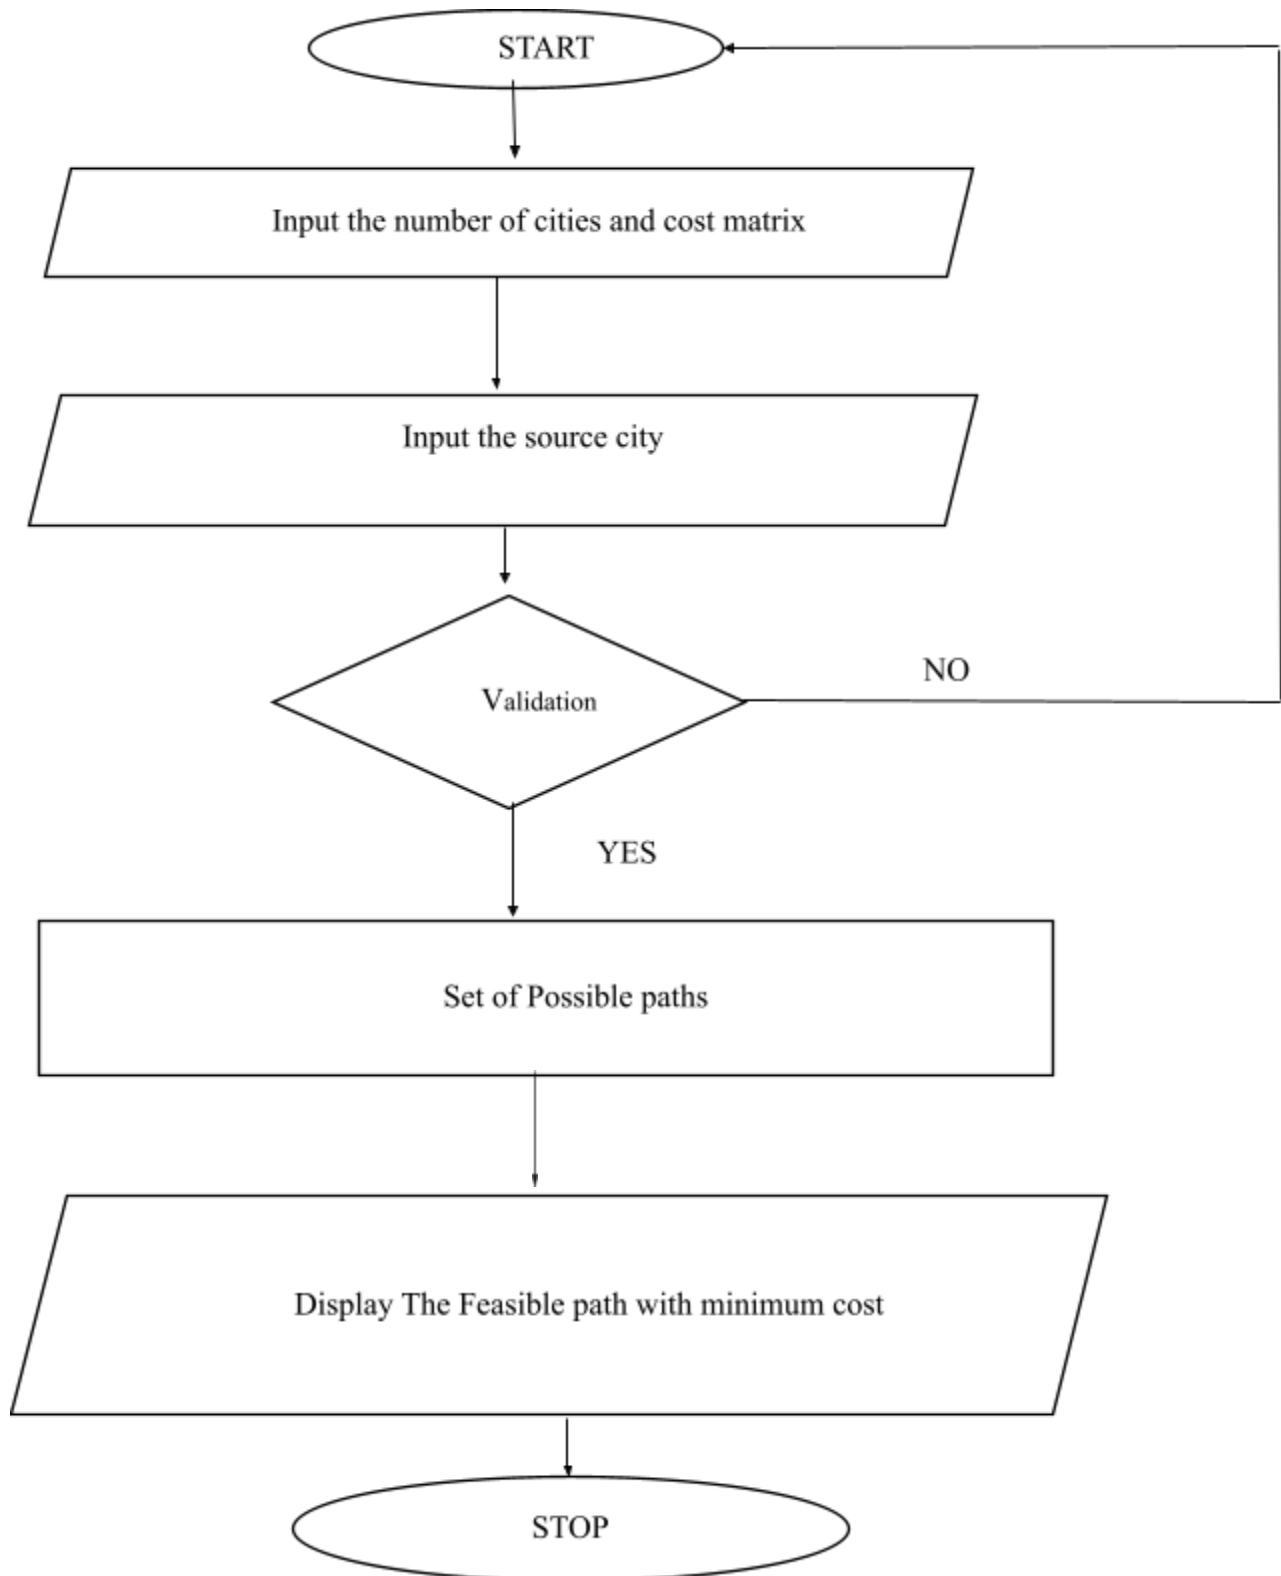 START
Input the number of cities and cost matrix
Input the source city
Validation
NO
YES
Set of Possible paths
Display The Feasible path with minimum cost
STOP